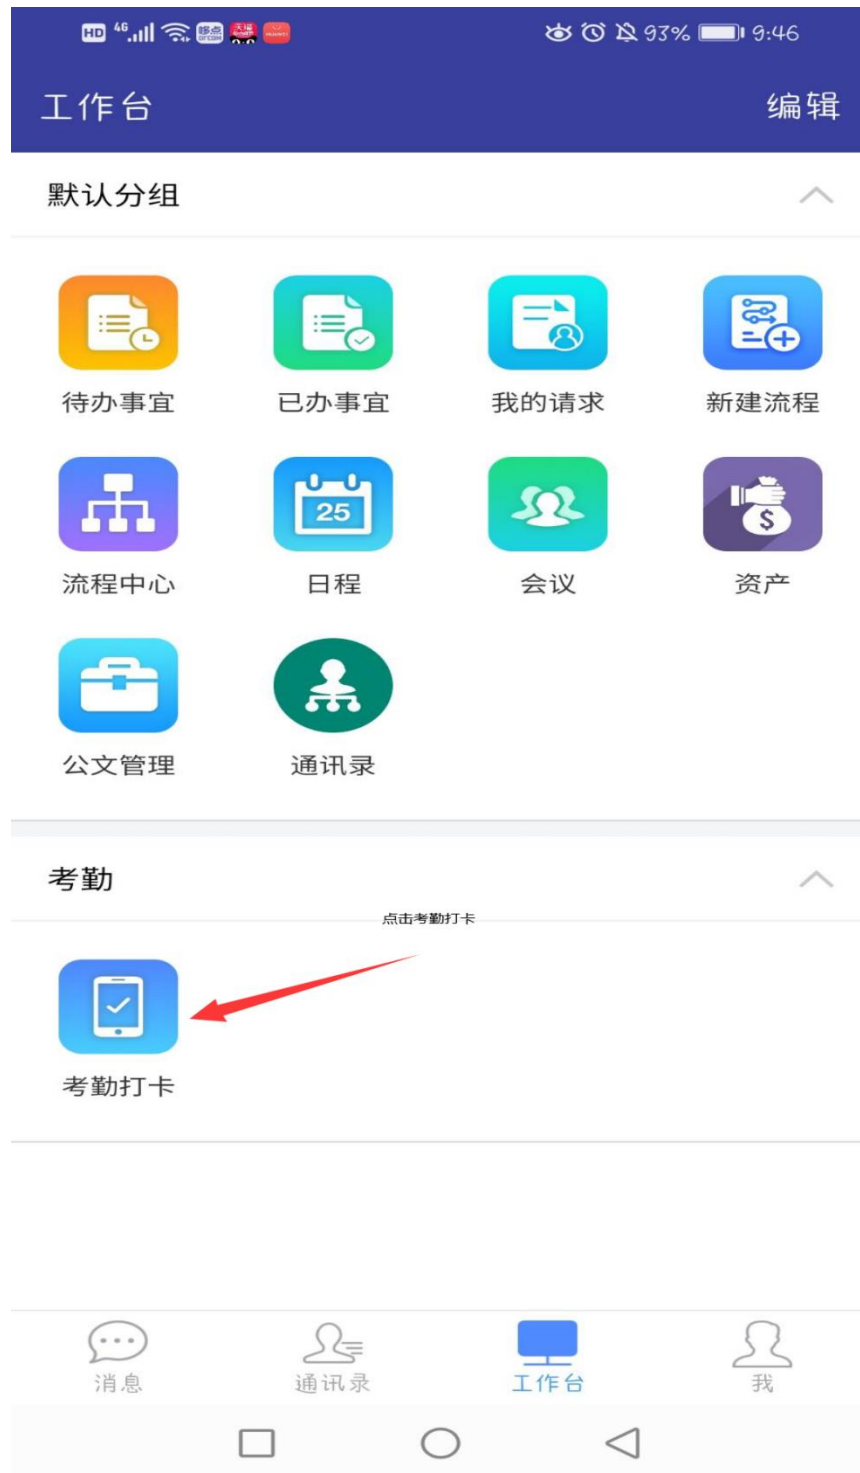 HD 4G 93% 9:46
工作台 编辑
默认分组
待办事宜 已办事宜 我的请求 新建流程
25
$
流程中心 日程 会议 资产
公文管理 通讯录
考勤
点击考勤打卡
考勤打卡
消息 通讯录 工作台 我